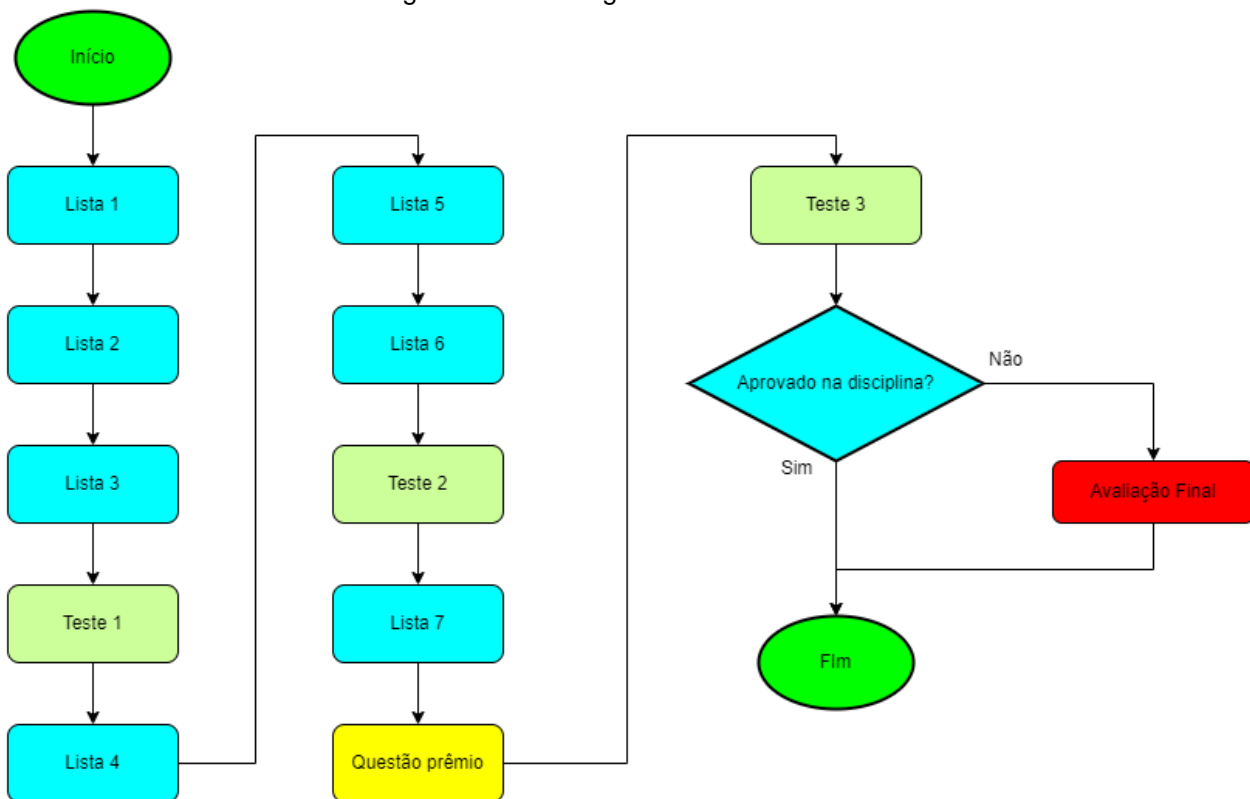 Início
Lista 1
Lista 2
Lista 3
Teste 1
Lista 4
Lista 5
Lista 6
Teste 2
Lista 7
Questão prêmio
Teste 3
Aprovado na disciplina?
Não
Sim
Avaliação Final
FIm